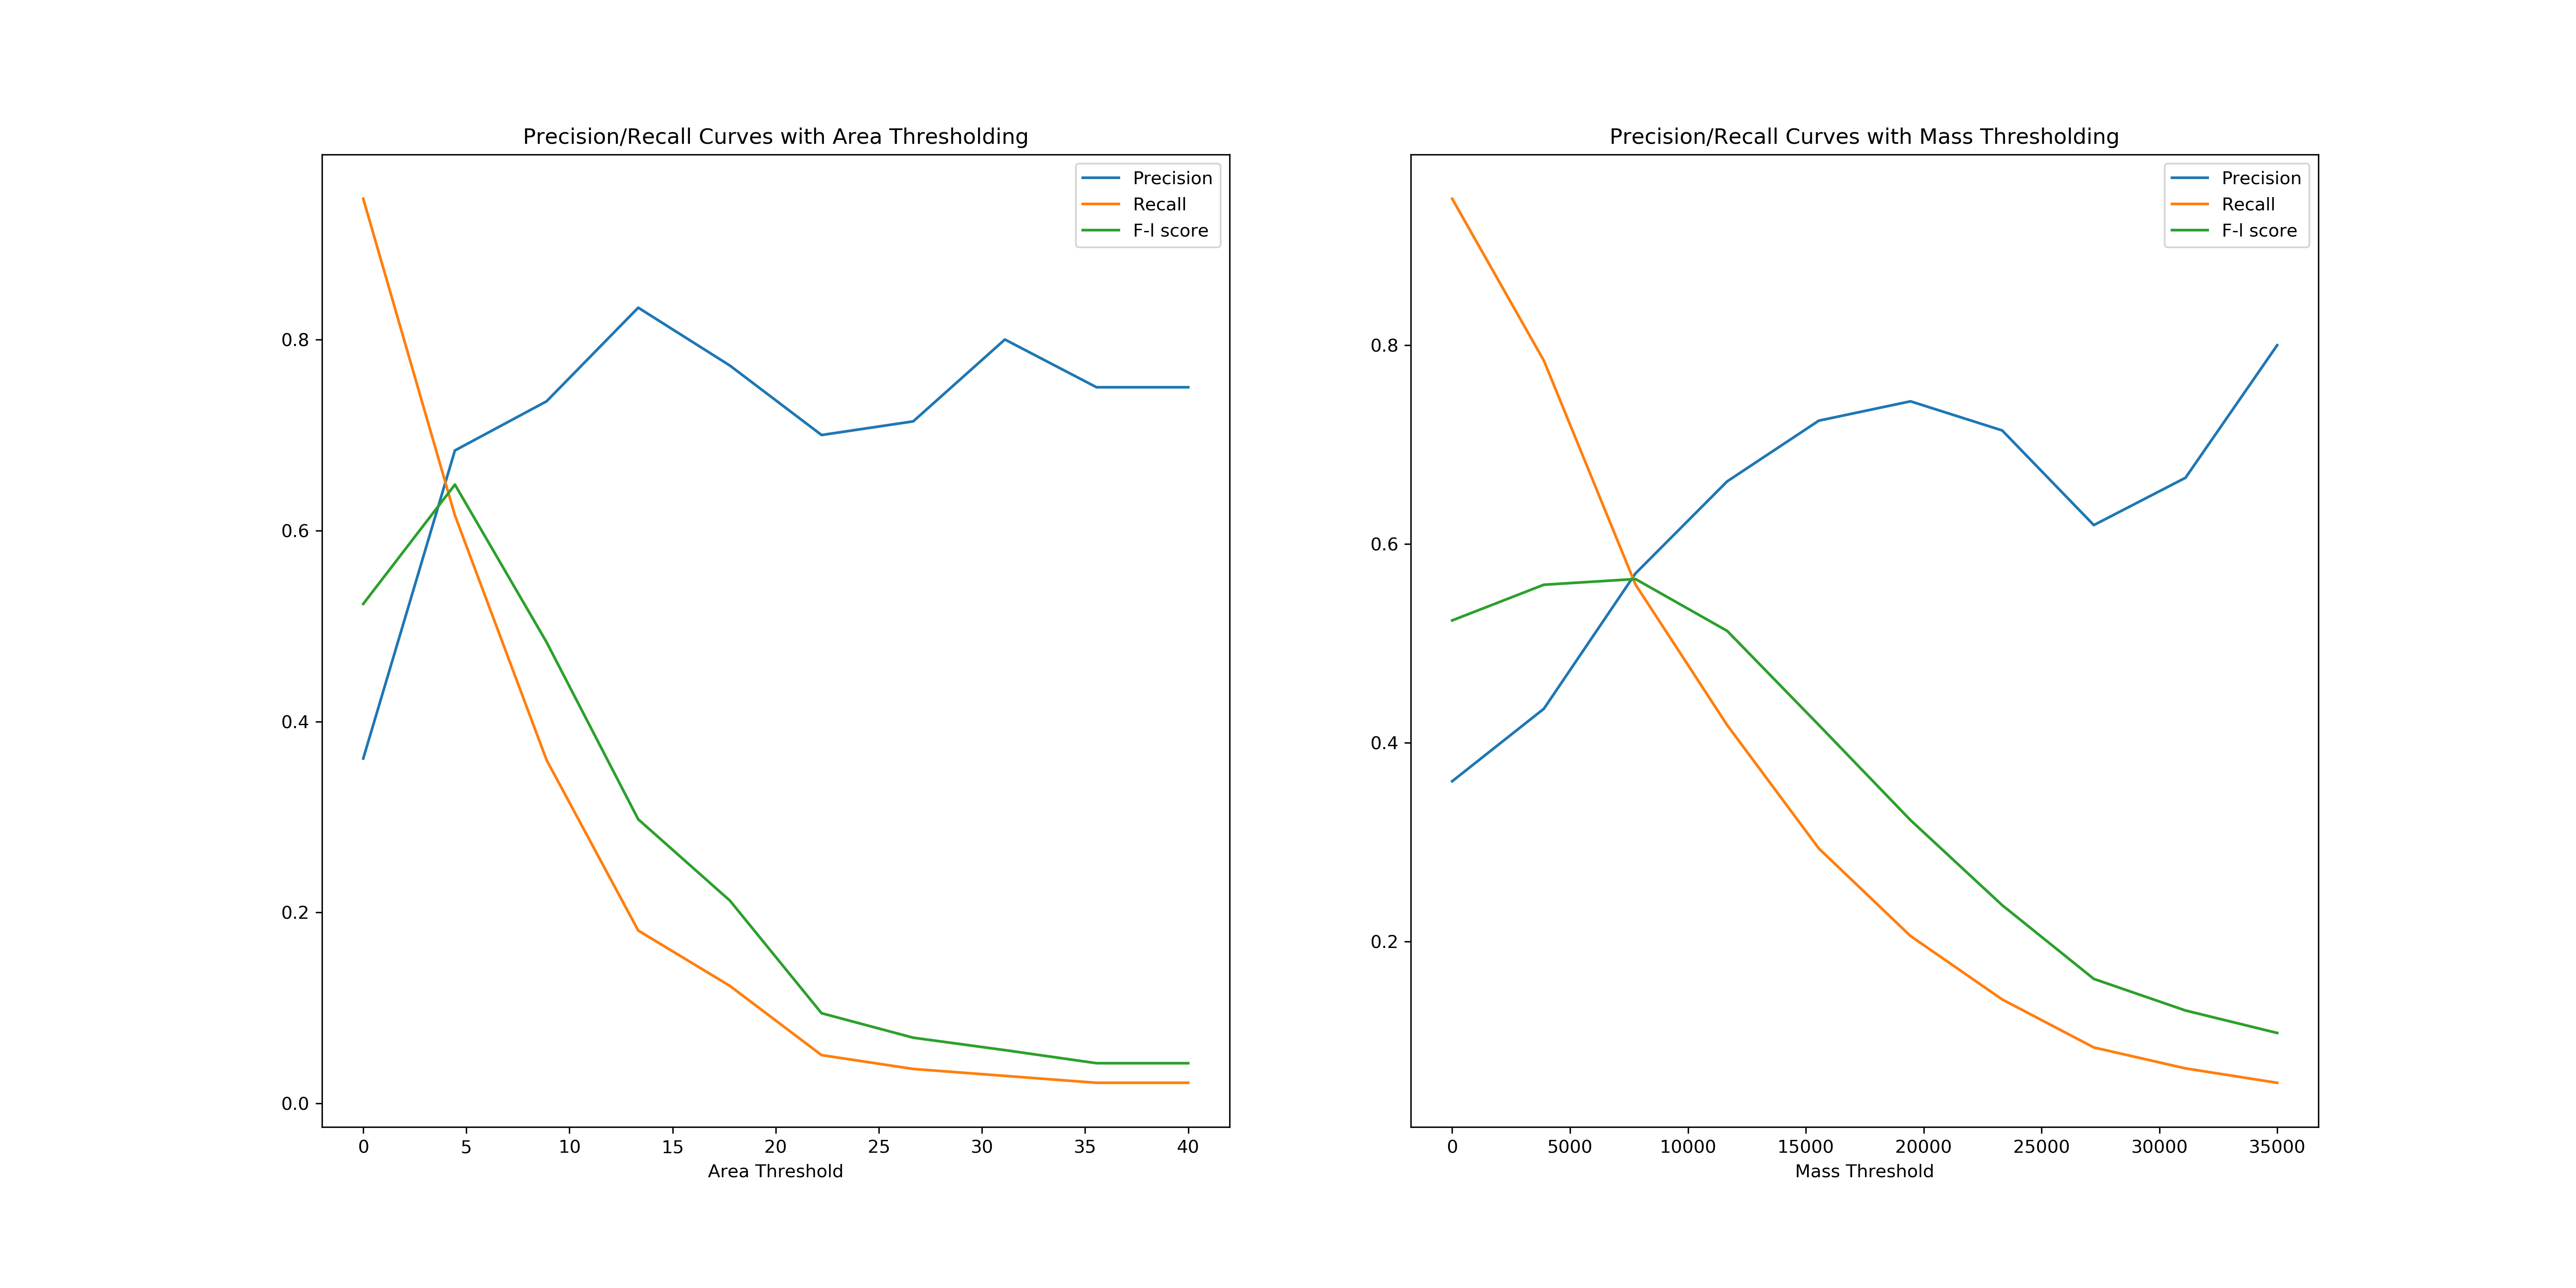 Precision/Recall Curves with Area Thresholding
Precision
Recall
F-l score
0.8
0.6
0.4
0.2
0.0
0 5 10 15 20 25 30 35 40
Area Threshold
Precision/Recall Curves with Mass Thresholding
Precision
Recall
F-l score
0.8
0.6
0.4
0.2
0 5000 10000 15000 20000 25000 30000 35000
Mass Threshold